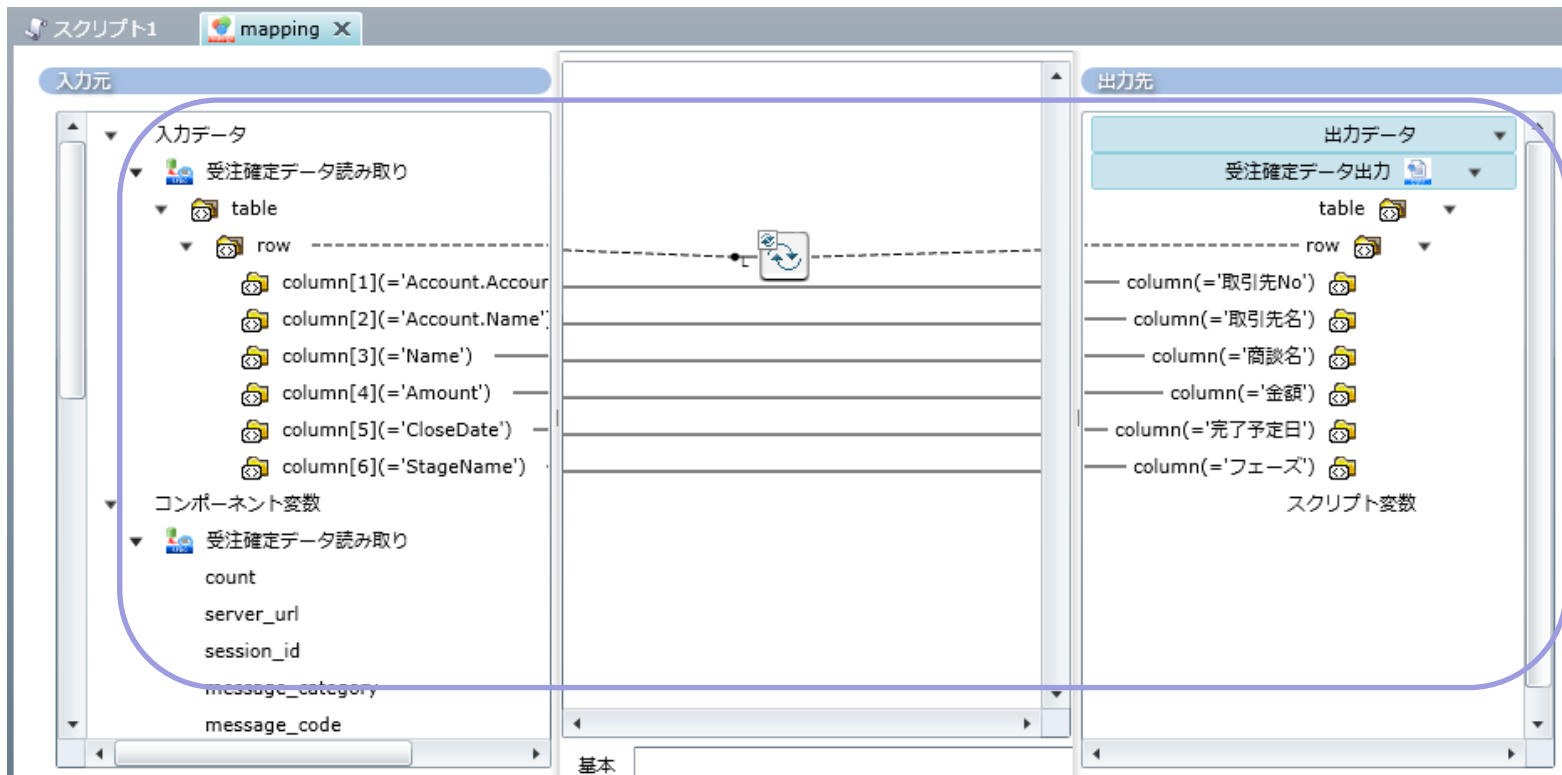 スクリプト1
mapping
入力元
入力データ
受注確定データ読み取り
table
row
column[1](='Account.Accour
column[2](='Account.Name'
column[3](='Name')
column[4](='Amount')
column[5](='CloseDate')
column[6](='StageName')
コンポーネント変数
受注確定データ読み取り
count
server_url
session_id
message_category
message_code
基本
出力先
出力データ
受注確定データ出力
table
row
column(='取引先No')
column(='取引先名')
column(='商談名')
column(='金額')
column(='完了予定日')
column(='フェーズ')
スクリプト変数